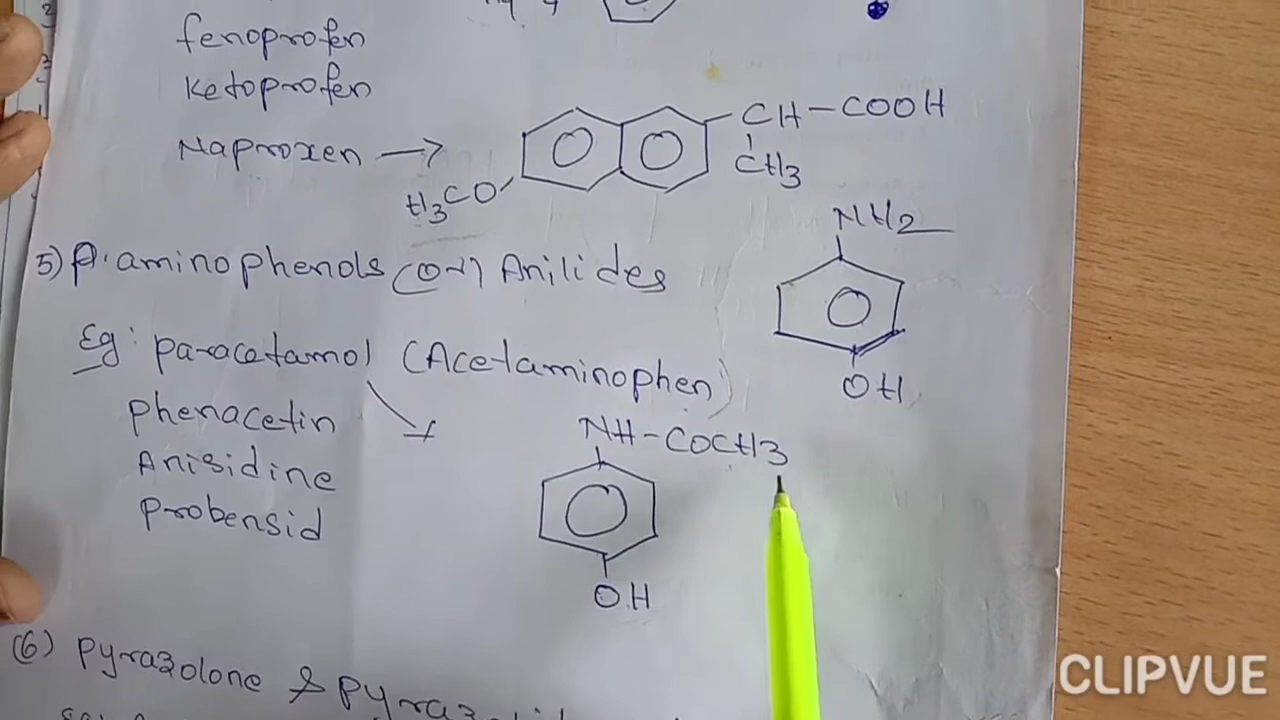 fenoprofen
Ketoprofen
Naproxen → CH-COOH
CH3
H3CO
NH2
5) P. aminophenols (or) Anilides
Eg: paracetamol (Acetaminophen)
OH
phenacetin
NH-COCH3
Anisidine
probensid
OH
(6) pyrazolone & pyraz
CLIPVUE